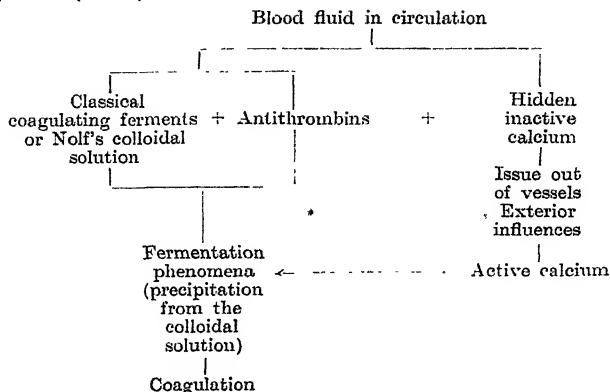 Blood fluid in circulation
Classical
coagulating ferments + Antithrombins +
or Nolf's colloidal
solution
Hidden
inactive
calcium
Issue out
of vessels
Exterior
influences
Active calcium
Fermentation
phenomena
(precipitation
from the
colloidal
solution)
Coagulation